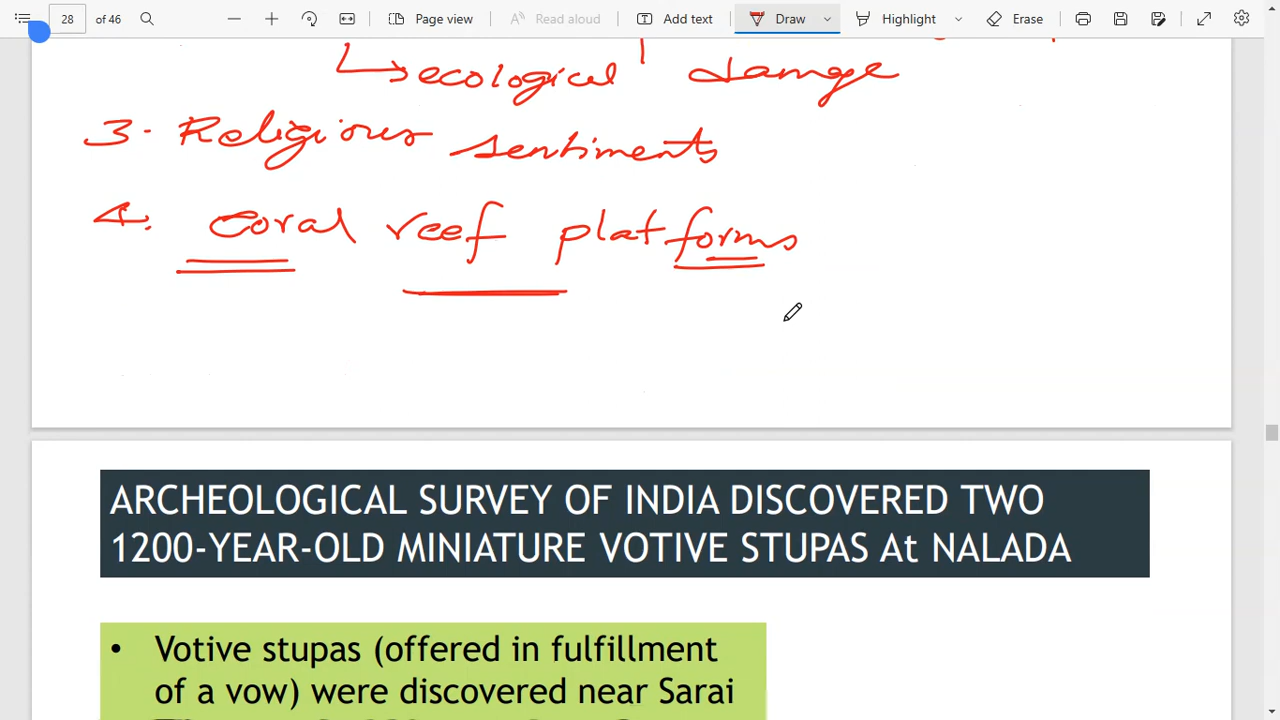 28 of 46 Page view Read aloud Add text Draw Highlight Erase
↳ ecological damage
3. Religious sentiments
4. Coral reef platforms
ARCHEOLOGICAL SURVEY OF INDIA DISCOVERED TWO
1200-YEAR-OLD MINIATURE VOTIVE STUPAS At NALADA
• Votive stupas (offered in fulfillment
of a vow) were discovered near Sarai